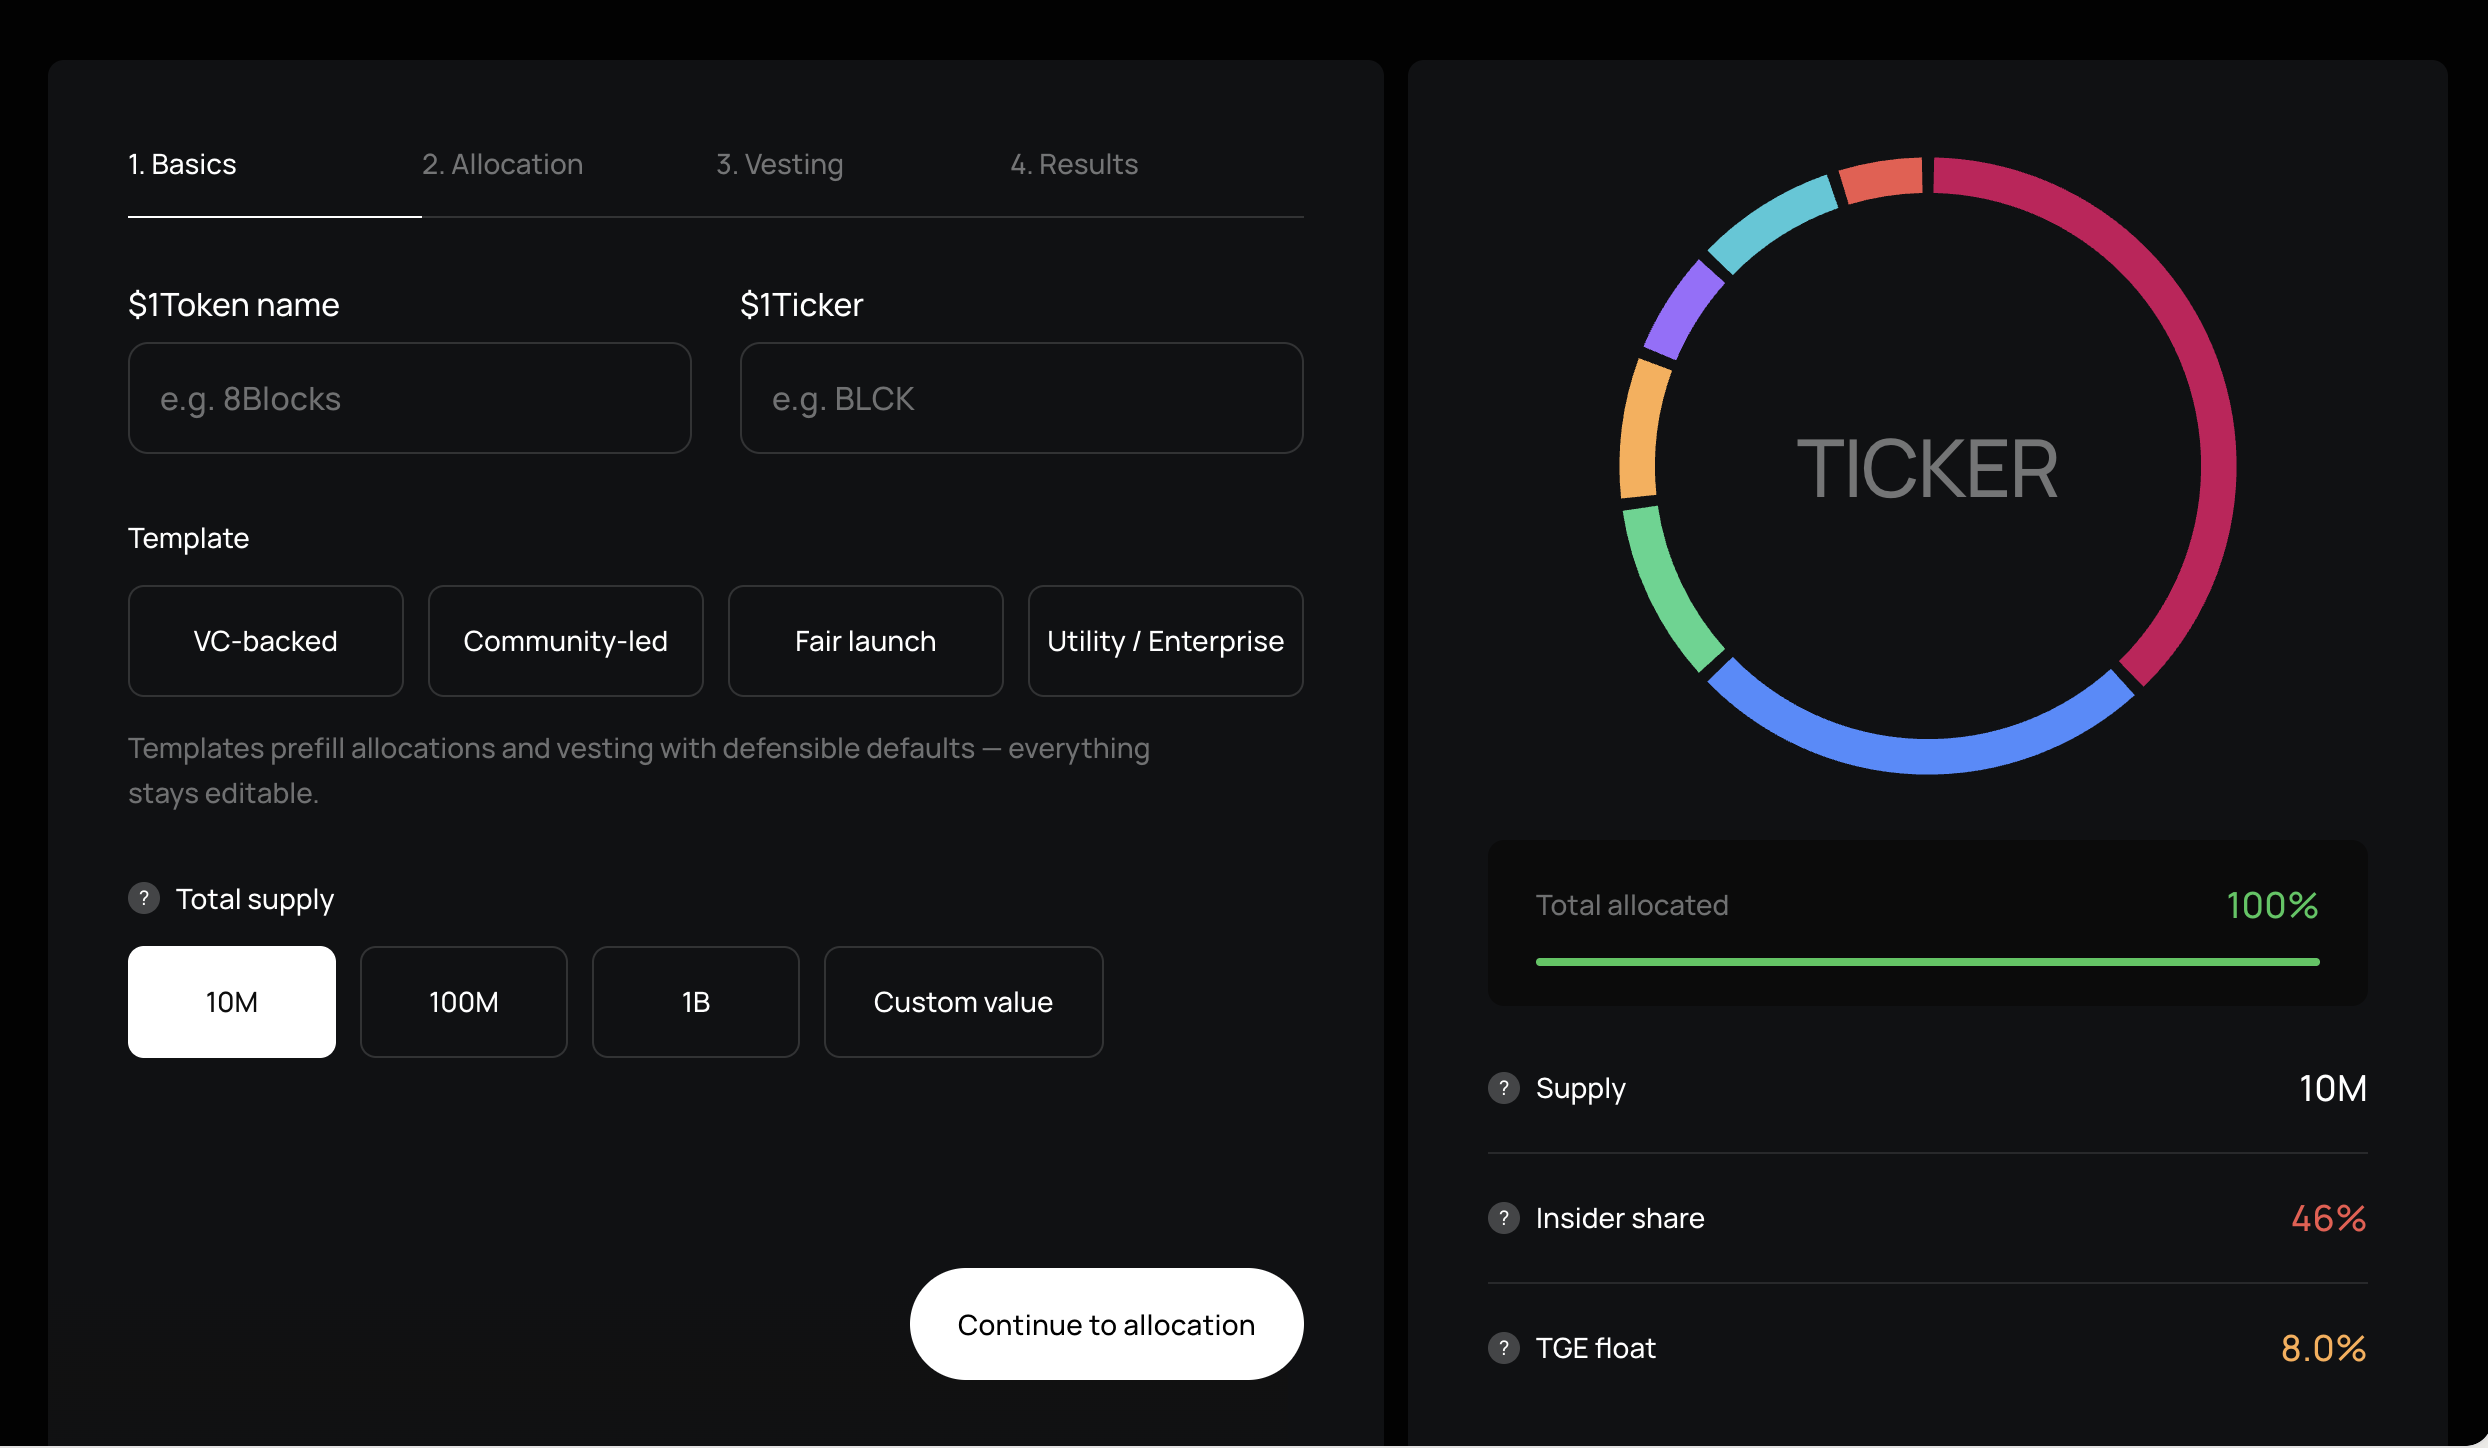 1. Basics
2. Allocation
3. Vesting
4. Results
$1Token name
$1Ticker
e.g. 8Blocks
e.g. BLCK
Template
VC-backed
Community-led
Fair launch
Utility / Enterprise
Templates prefill allocations and vesting with defensible defaults — everything
stays editable.
? Total supply
10M
100M
1B
Custom value
Continue to allocation
TICKER
Total allocated 100%
? Supply 10M
? Insider share 46%
? TGE float 8.0%